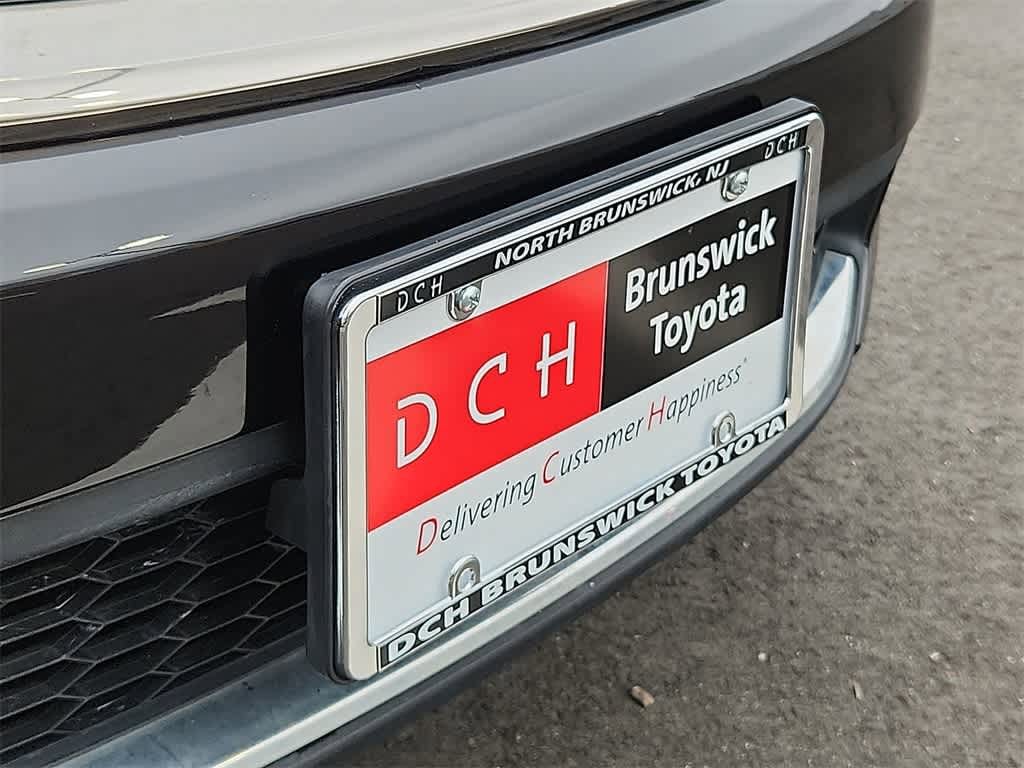 DCH NORTH BRUNSWICK, NJ DCH
DCH
Brunswick
Toyota
Delivering Customer Happiness*
DCH BRUNSWICK TOYOTA